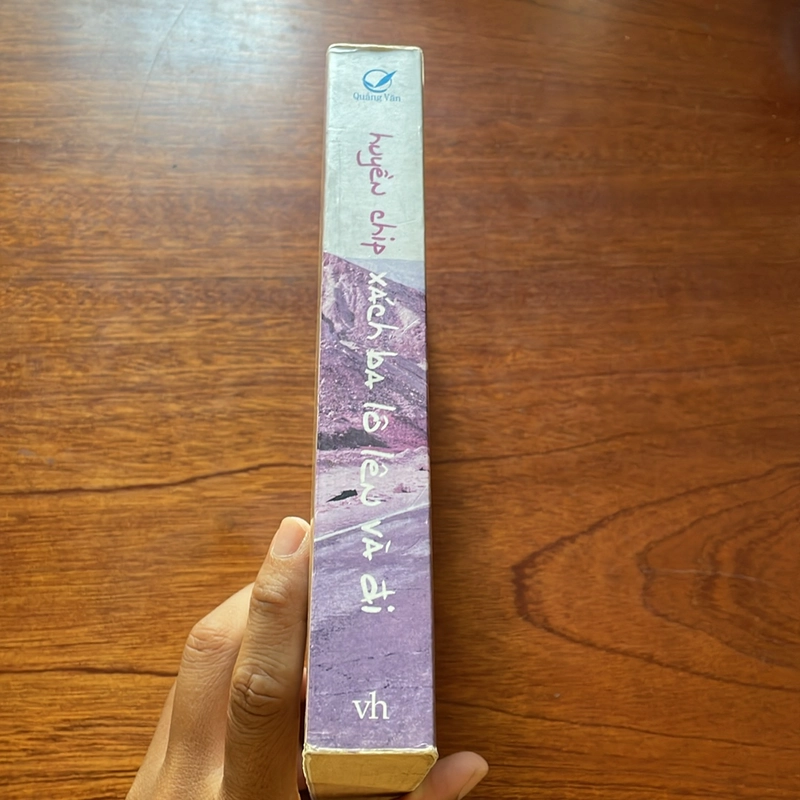 Quảng Văn
huyền chip
xách ba lô lên và đi
vh